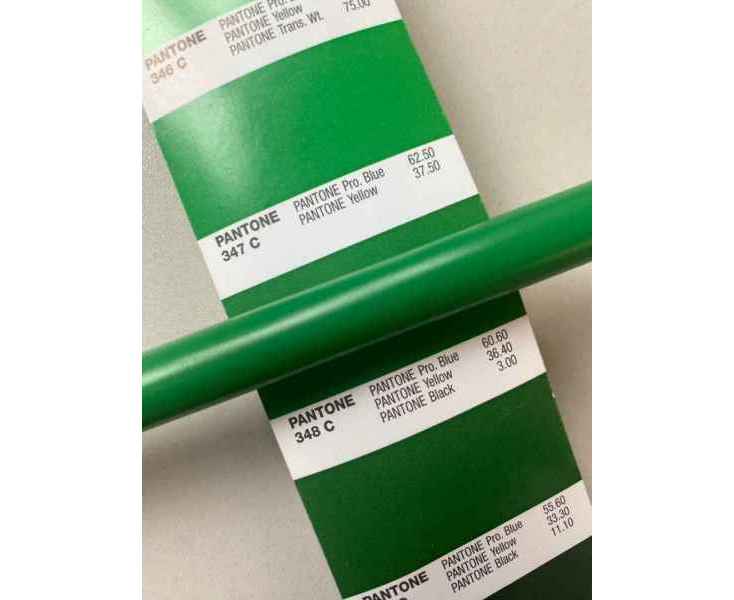 PANTONE
346 C
PANTONE Pro.
PANTONE Yellow
PANTONE Trans. Wt. 75.00
PANTONE
347 C
PANTONE Pro. Blue 62.50
PANTONE Yellow 37.50
PANTONE
348 C
PANTONE Pro. Blue 60.60
PANTONE Yellow 36.40
PANTONE Black 3.00
PANTONE
PANTONE Pro. Blue 55.60
PANTONE Yellow 33.30
PANTONE Black 11.10